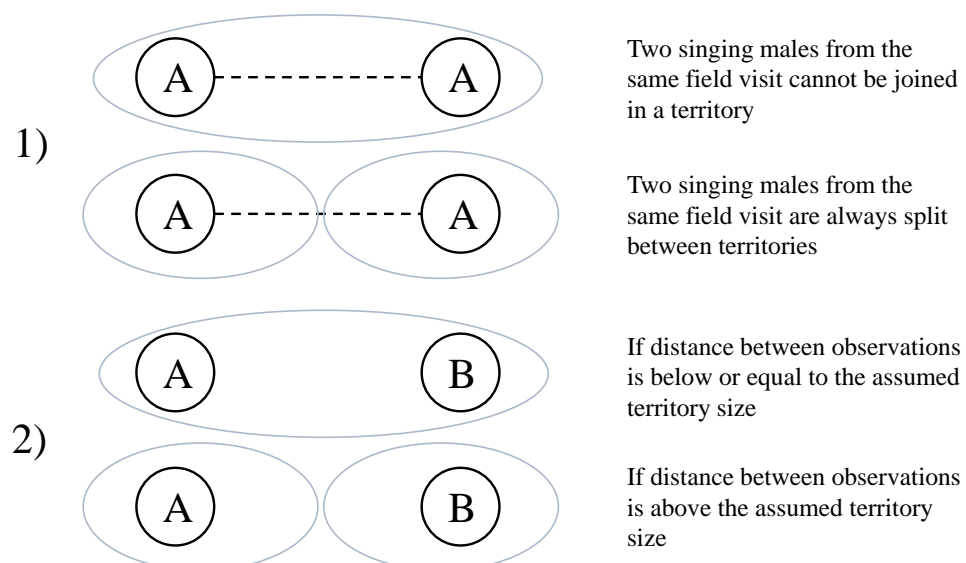 1)
A A
Two singing males from the
same field visit cannot be joined
in a territory
A A
Two singing males from the
same field visit are always split
between territories
2)
A B
If distance between observations
is below or equal to the assumed
territory size
A B
If distance between observations
is above the assumed territory
size